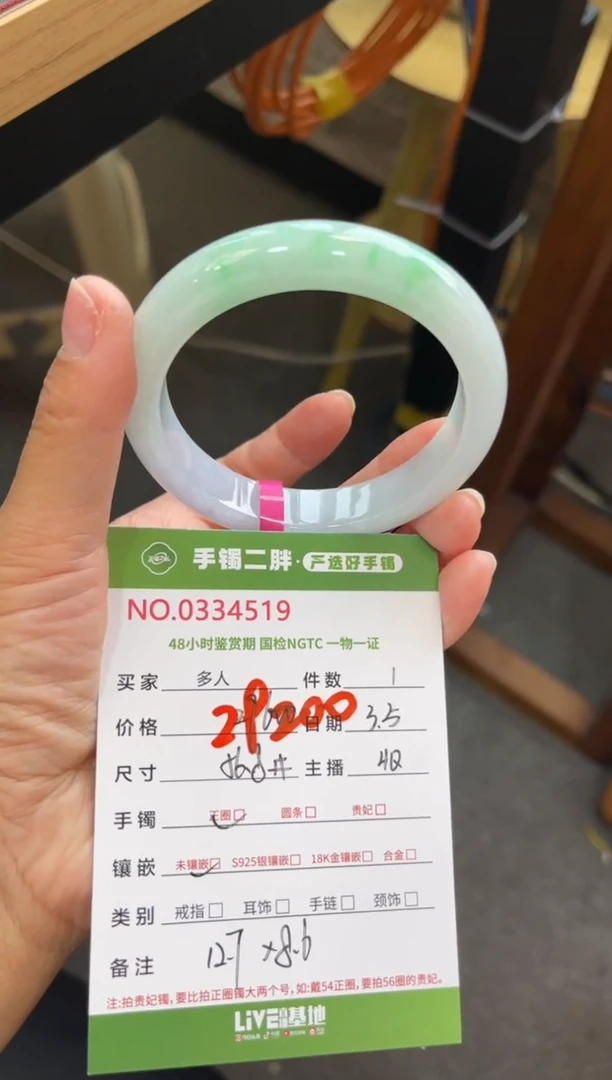 手镯二胖·严选好手镯
NO.0334519
48小时鉴赏期 国检NGTC 一物一证
买家 多人 件数 1
价格 29200 日期 3.5
尺寸 主播
手镯 正圈 圆条 贵妃
镶嵌 未镶嵌 S925银镶嵌 18K金镶嵌 合金
类别 戒指 耳饰 手链 颈饰
备注 12.7×8.6
注:拍贵妃镯,要比拍正圈镯大两个号,如:戴54正圈,要拍56圈的贵妃。
LiVE 基地